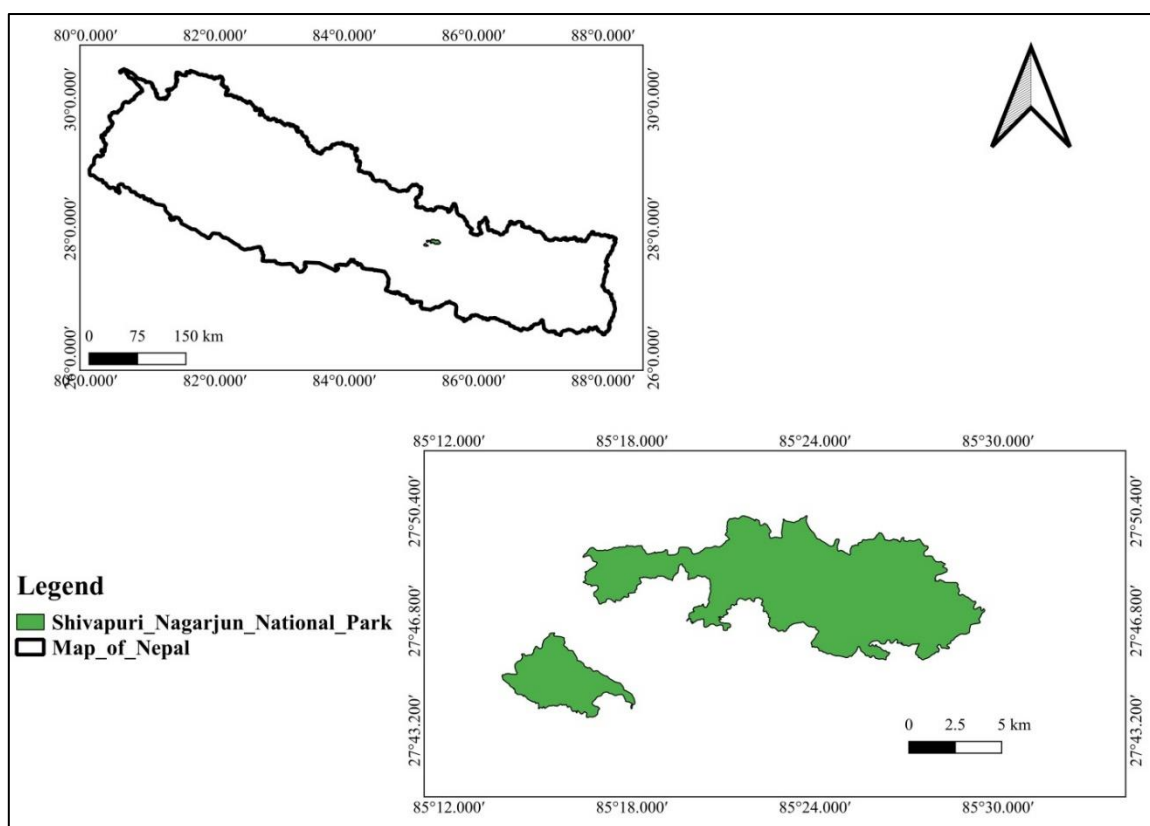 80°0.000′ 82°0.000′ 84°0.000′ 86°0.000′ 88°0.000′
30°0.000′
28°0.000′
26°0.000′
30°0.000′
28°0.000′
26°0.000′
0 75 150 km
80°0.000′ 82°0.000′ 84°0.000′ 86°0.000′ 88°0.000′
85°12.000′ 85°18.000′ 85°24.000′ 85°30.000′
27°50.400′
27°46.800′
27°43.200′
27°50.400′
27°46.800′
27°43.200′
Legend
Shivapuri_Nagarjun_National_Park
Map_of_Nepal
0 2.5 5 km
85°12.000′ 85°18.000′ 85°24.000′ 85°30.000′